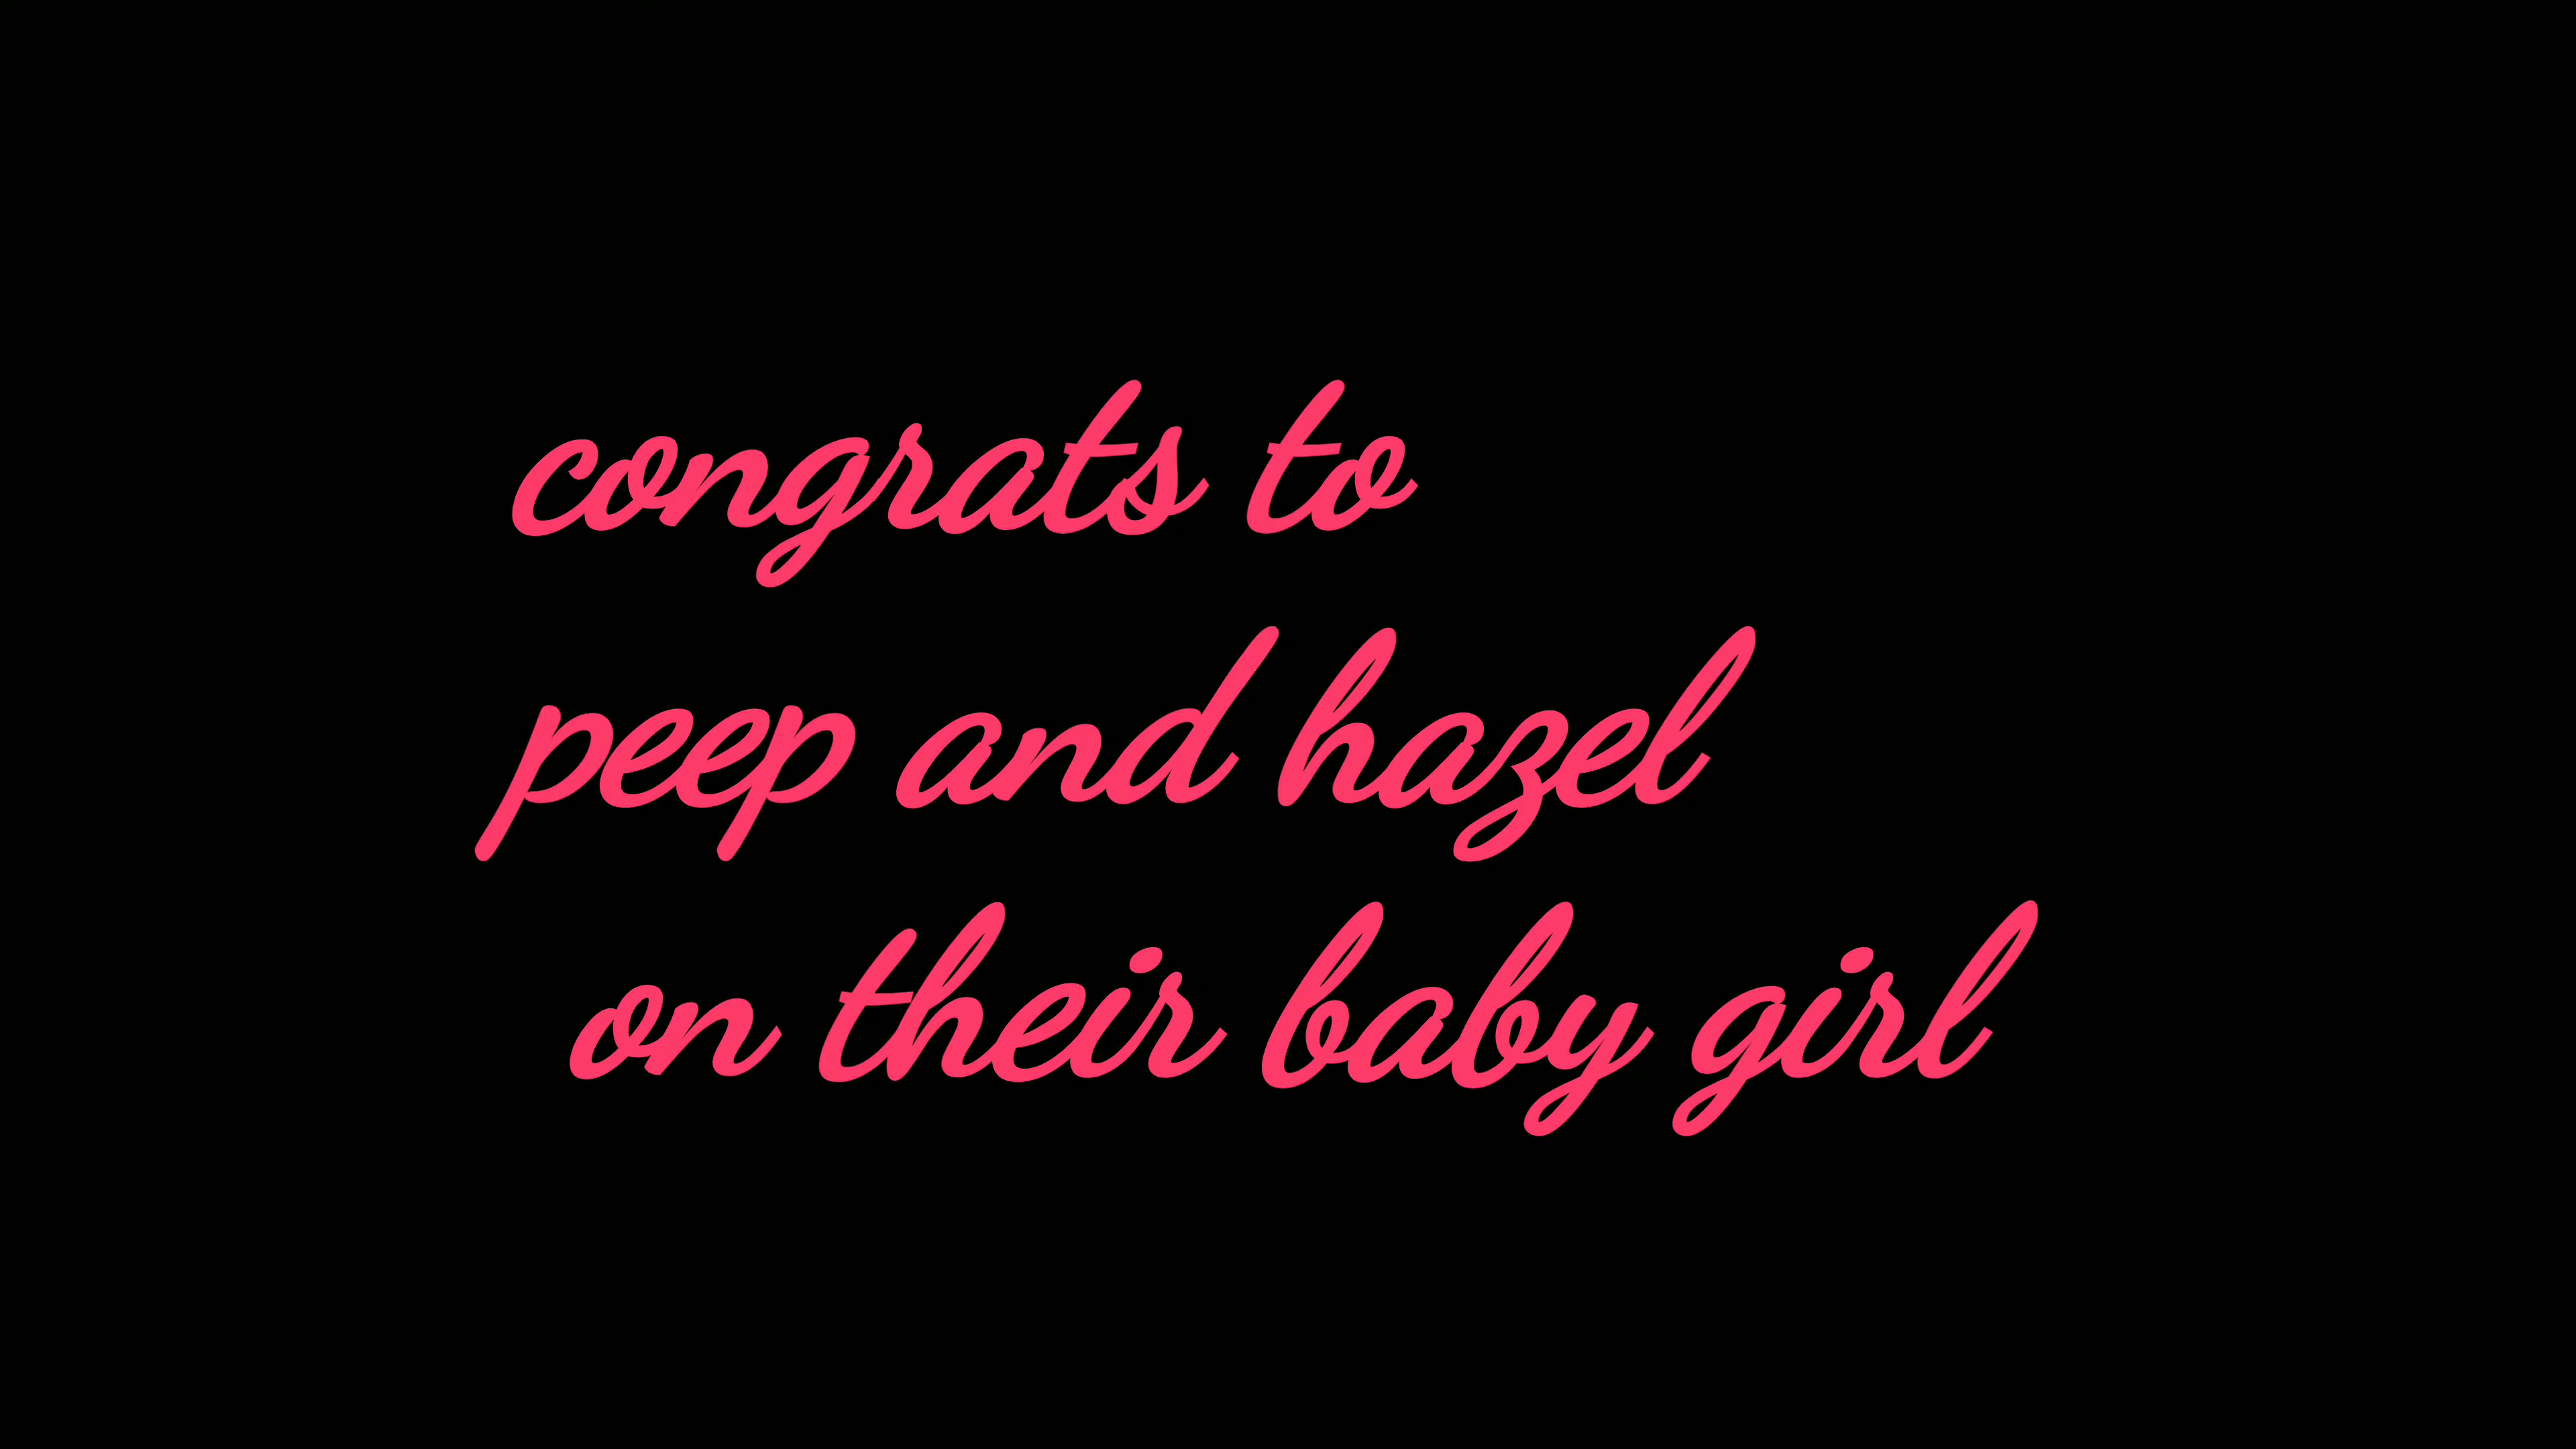 congrats to
peep and hazel
on their baby girl